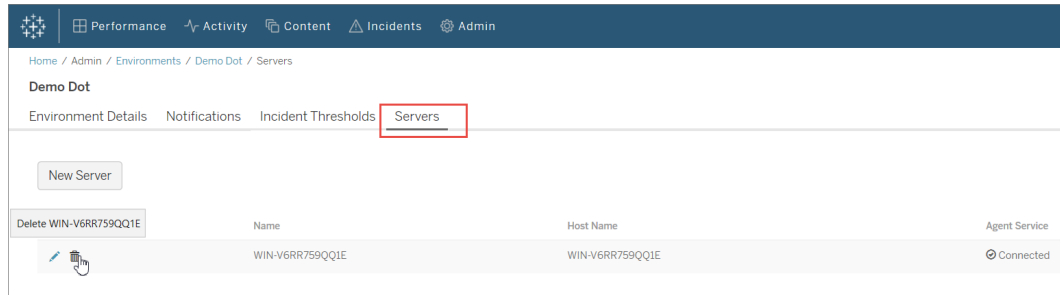 Performance Activity Content Incidents Admin
Home / Admin / Environments / Demo Dot / Servers
Demo Dot
Environment Details Notifications Incident Thresholds Servers
New Server
Delete WIN-V6RR759QQ1E
Name Host Name Agent Service
WIN-V6RR759QQ1E WIN-V6RR759QQ1E Connected